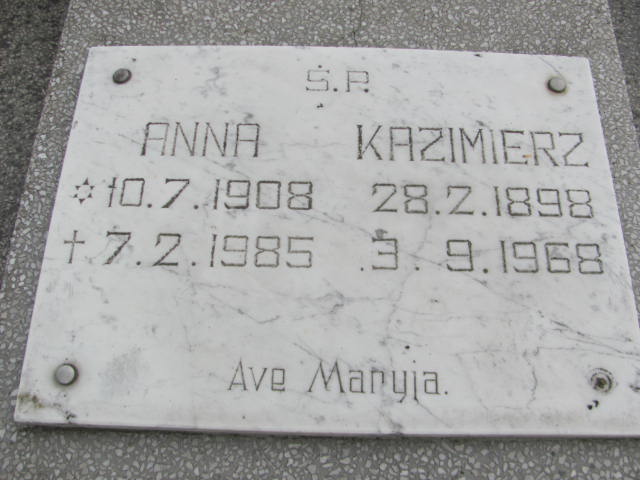 Ś.P.
ANNA KAZIMIERZ
✡ 10.7.1908 28.2.1898
† 7.2.1985 3.9.1968
Ave Maryja.